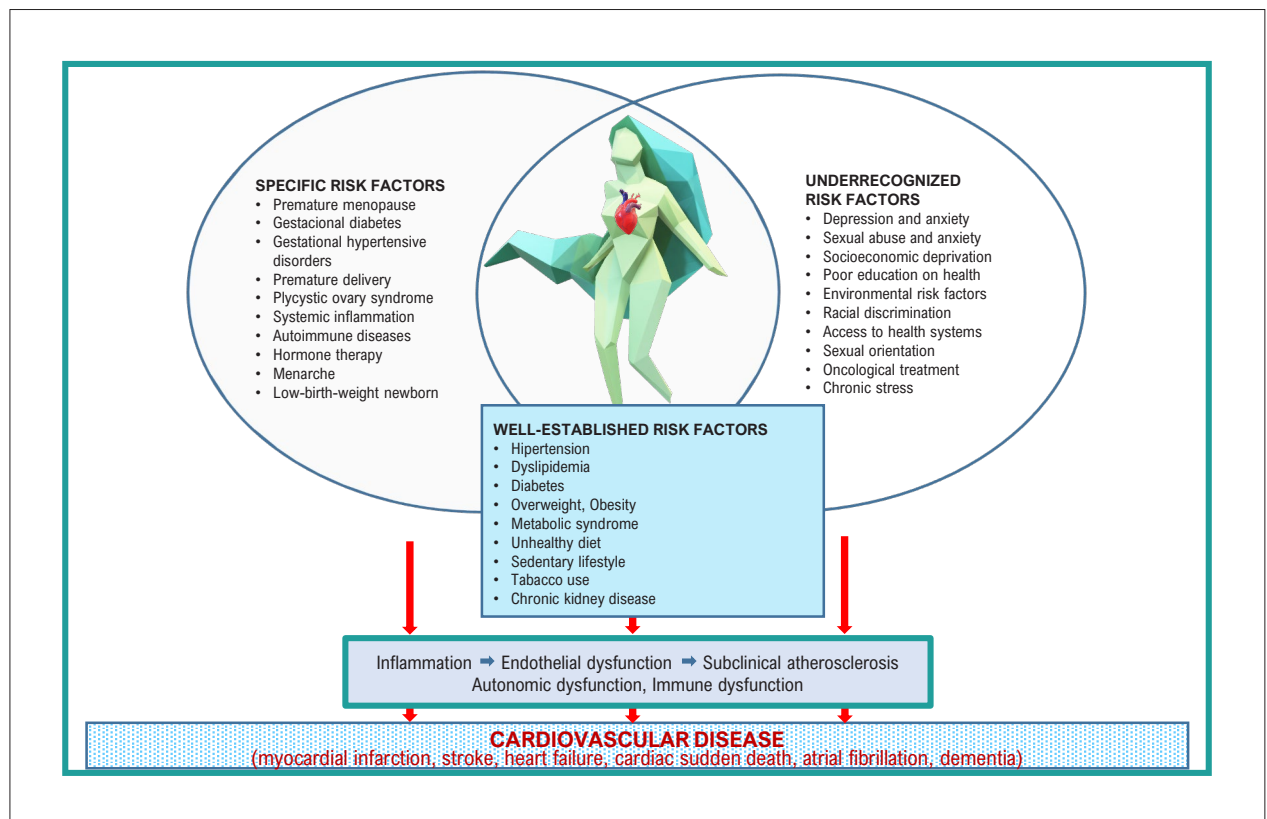 SPECIFIC RISK FACTORS
• Premature menopause
• Gestacional diabetes
• Gestational hypertensive
disorders
• Premature delivery
• Plycystic ovary syndrome
• Systemic inflammation
• Autoimmune diseases
• Hormone therapy
• Menarche
• Low-birth-weight newborn
UNDERRECOGNIZED
RISK FACTORS
• Depression and anxiety
• Sexual abuse and anxiety
• Socioeconomic deprivation
• Poor education on health
• Environmental risk factors
• Racial discrimination
• Access to health systems
• Sexual orientation
• Oncological treatment
• Chronic stress
WELL-ESTABLISHED RISK FACTORS
• Hipertension
• Dyslipidemia
• Diabetes
• Overweight, Obesity
• Metabolic syndrome
• Unhealthy diet
• Sedentary lifestyle
• Tabacco use
• Chronic kidney disease
Inflammation ➡ Endothelial dysfunction ➡ Subclinical atherosclerosis
Autonomic dysfunction, Immune dysfunction
CARDIOVASCULAR DISEASE
(myocardial infarction, stroke, heart failure, cardiac sudden death, atrial fibrillation, dementia)